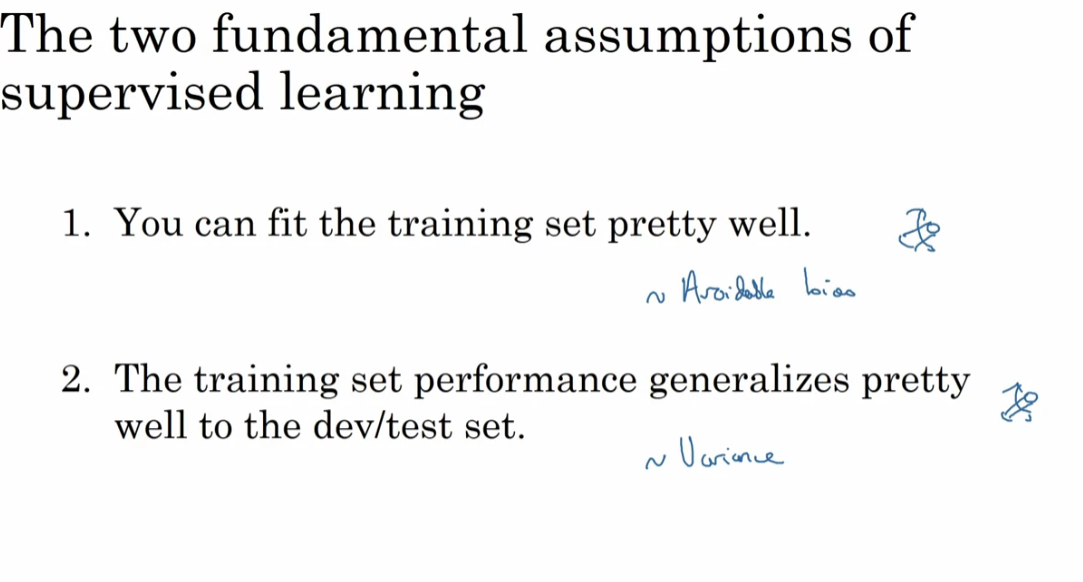 The two fundamental assumptions of
supervised learning
1. You can fit the training set pretty well.
~ Avoidable bias
2. The training set performance generalizes pretty
well to the dev/test set.
~ Variance